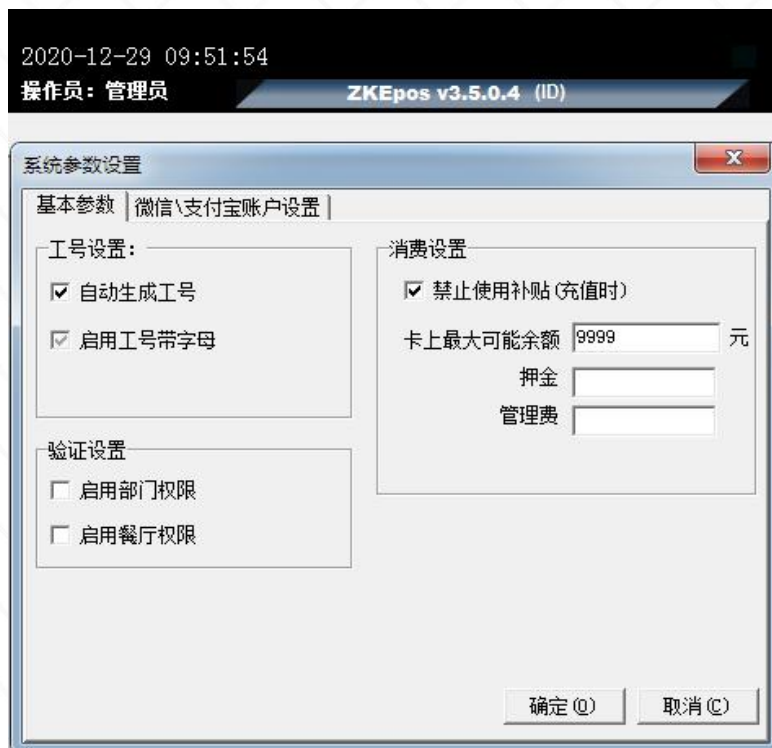 2020-12-29 09:51:54
操作员：管理员
ZKEpos v3.5.0.4 (ID)
系统参数设置
基本参数
微信\支付宝账户设置
工号设置：
自动生成工号
启用工号带字母
验证设置
启用部门权限
启用餐厅权限
消费设置
禁止使用补贴(充值时)
卡上最大可能余额 9999 元
押金
管理费
确定(O) 取消(C)